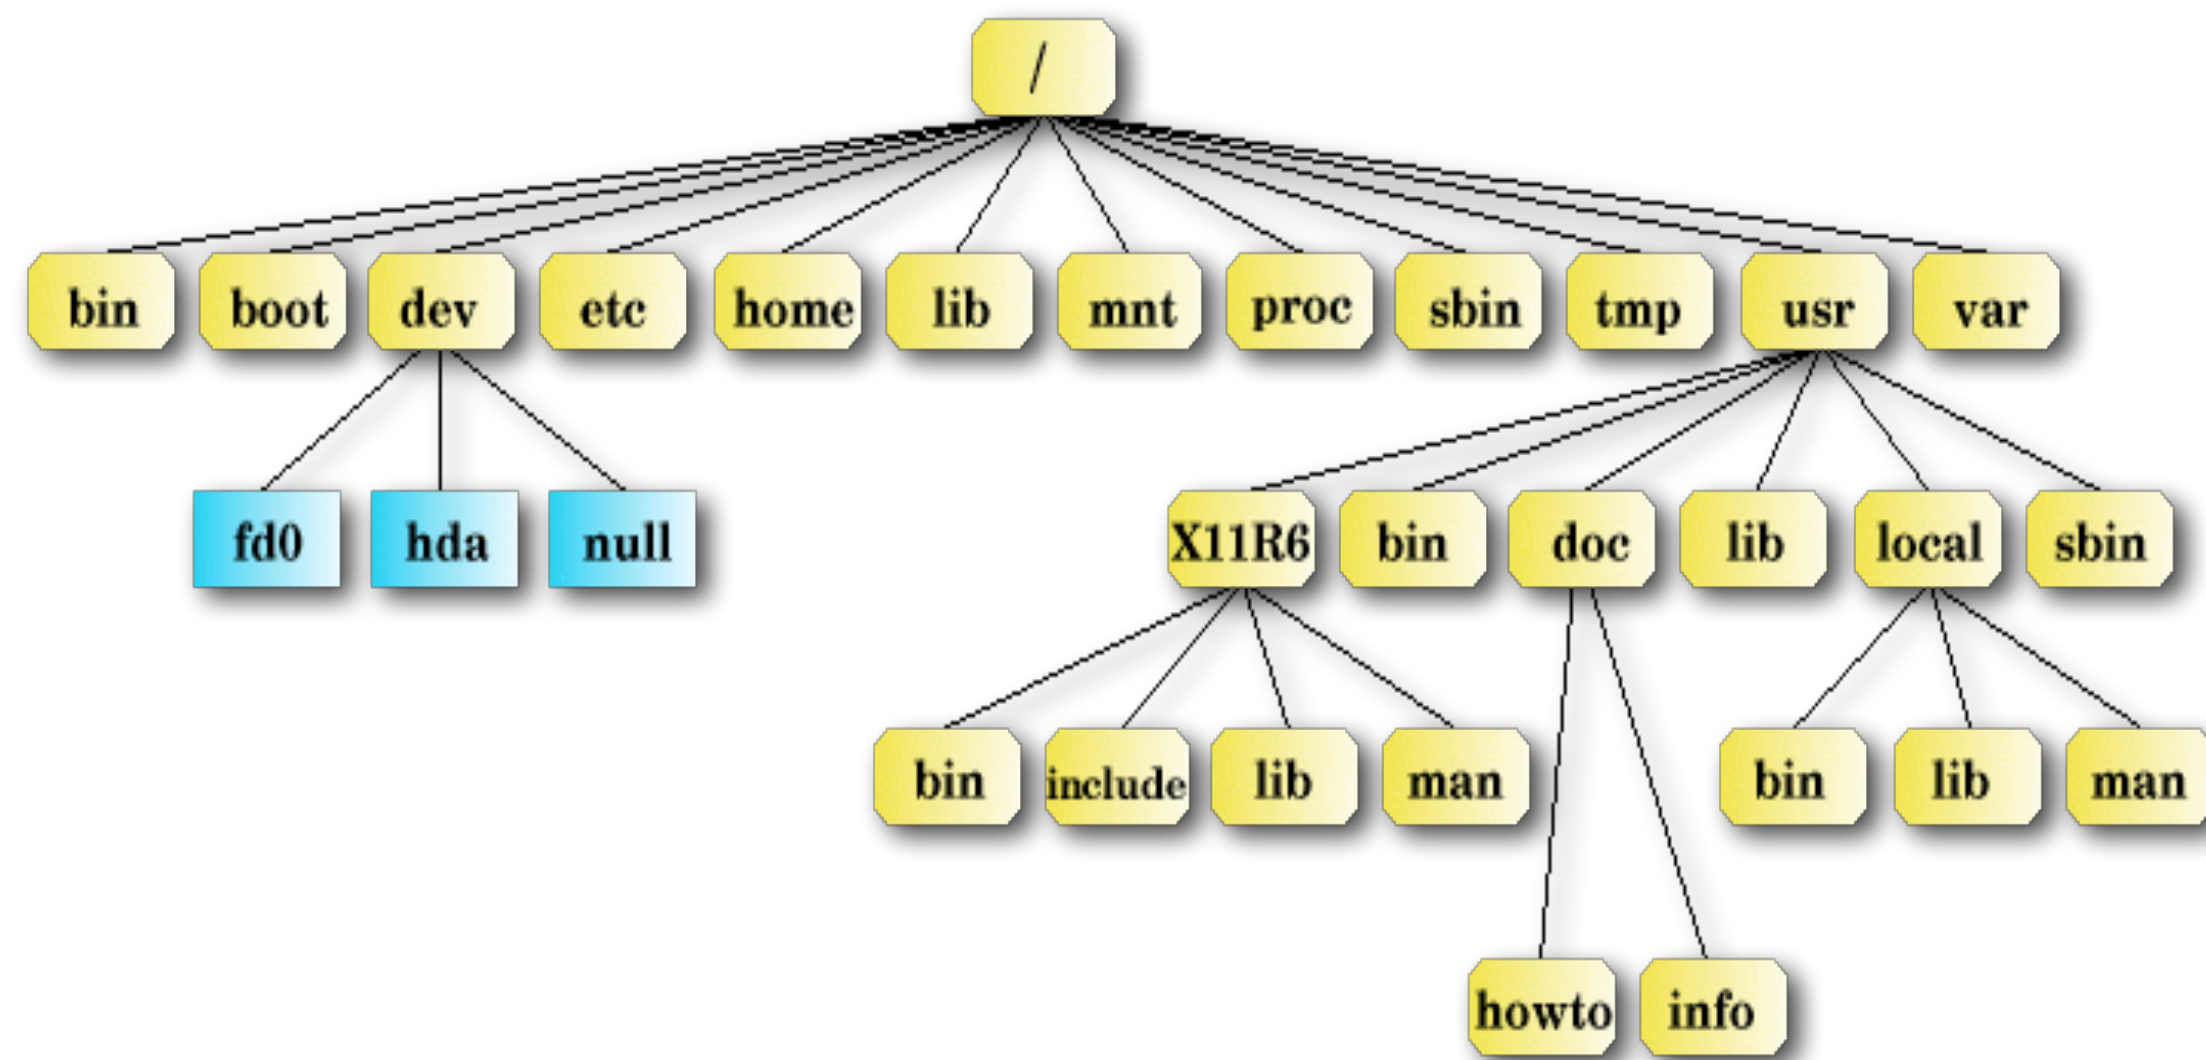 /
bin boot dev etc home lib mnt proc sbin tmp usr var
fd0 hda null X11R6 bin doc lib local sbin
bin include lib man bin lib man
howto info